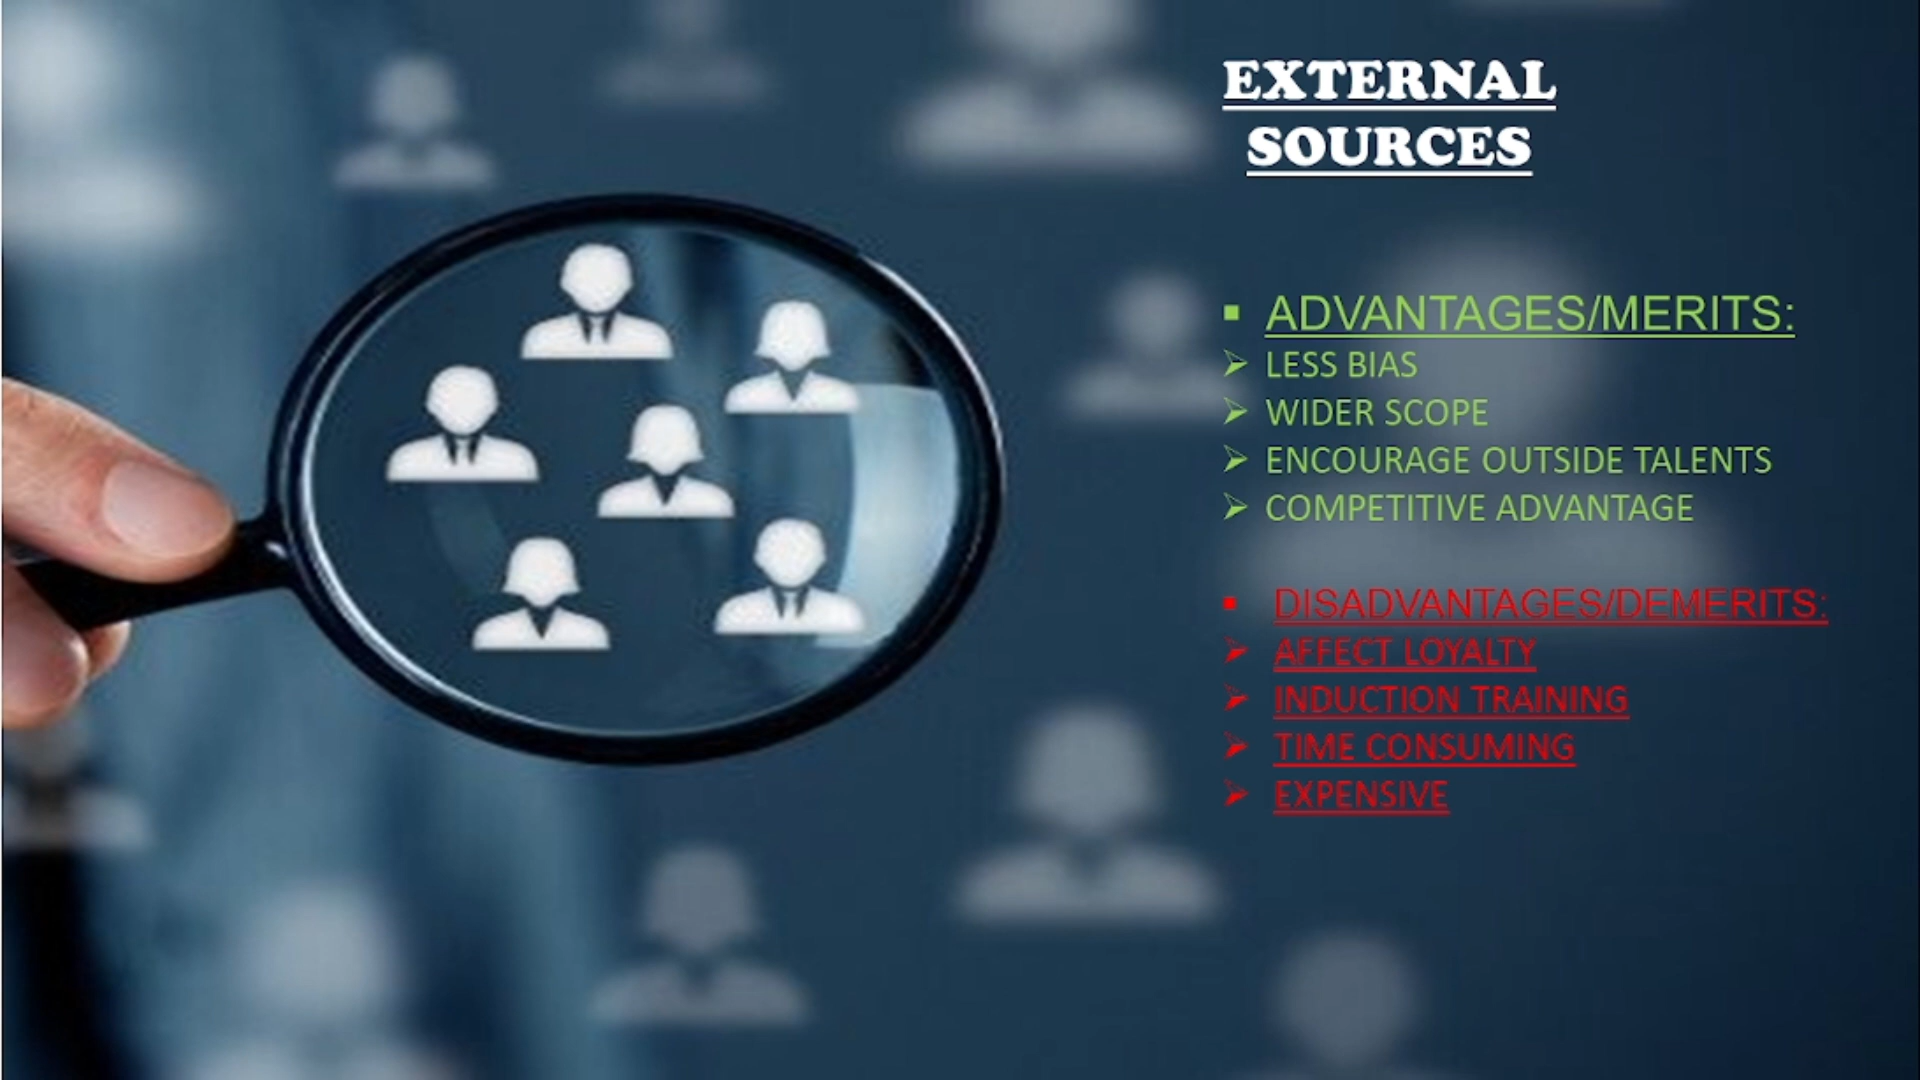 EXTERNAL
SOURCES
▪ ADVANTAGES/MERITS:
➢ LESS BIAS
➢ WIDER SCOPE
➢ ENCOURAGE OUTSIDE TALENTS
➢ COMPETITIVE ADVANTAGE
▪ DISADVANTAGES/DEMERITS:
➢ AFFECT LOYALTY
➢ INDUCTION TRAINING
➢ TIME CONSUMING
➢ EXPENSIVE